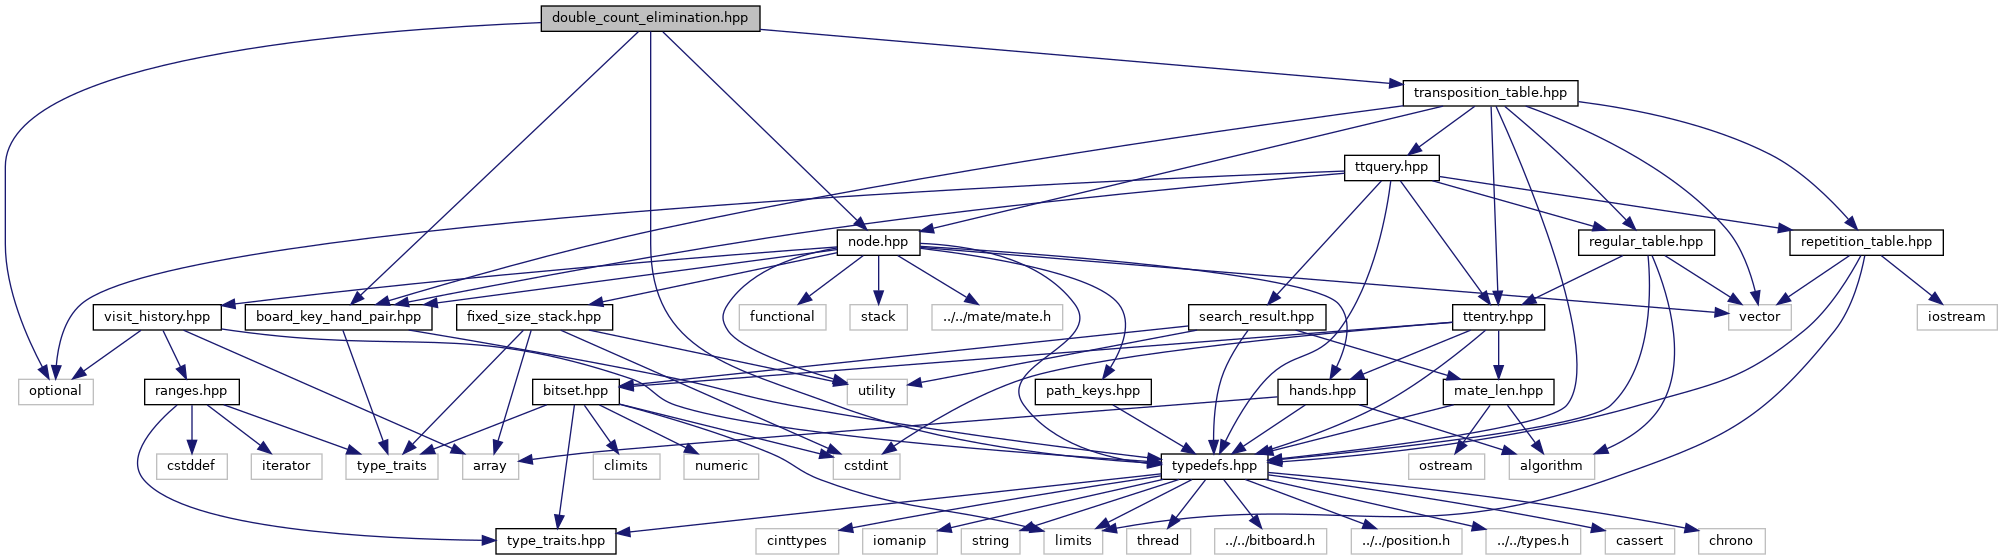 double_count_elimination.hpp
transposition_table.hpp
ttquery.hpp
node.hpp
regular_table.hpp
repetition_table.hpp
visit_history.hpp
board_key_hand_pair.hpp
fixed_size_stack.hpp
functional
stack
../../mate/mate.h
search_result.hpp
ttentry.hpp
vector
iostream
optional
ranges.hpp
bitset.hpp
utility
path_keys.hpp
hands.hpp
mate_len.hpp
cstddef
iterator
type_traits
array
climits
numeric
cstdint
typedefs.hpp
ostream
algorithm
type_traits.hpp
cinttypes
iomanip
string
limits
thread
../../bitboard.h
../../position.h
../../types.h
cassert
chrono